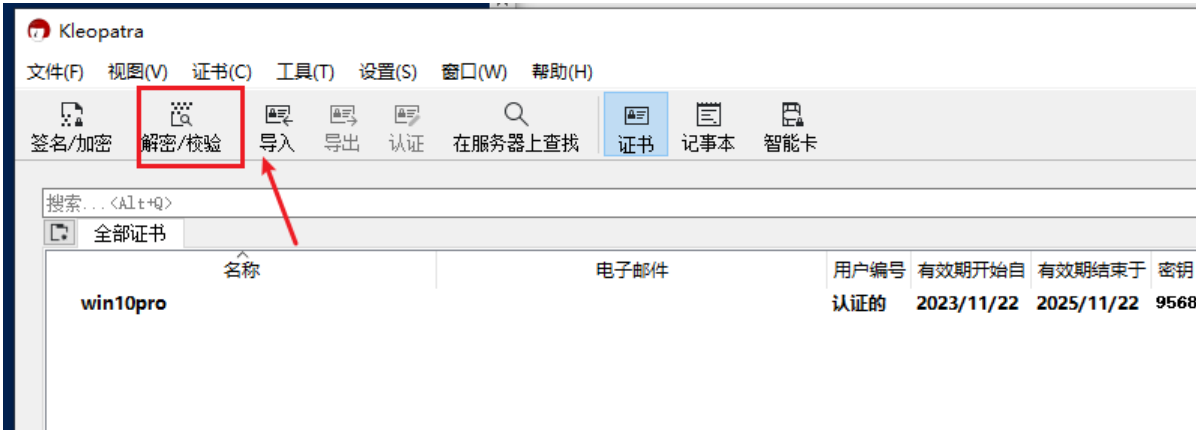 Kleopatra
文件(F) 视图(V) 证书(C) 工具(T) 设置(S) 窗口(W) 帮助(H)
签名/加密 解密/校验 导入 导出 认证 在服务器上查找 证书 记事本 智能卡
搜索...<Alt+Q>
全部证书
名称 电子邮件 用户编号 有效期开始自 有效期结束于 密钥
win10pro 认证的 2023/11/22 2025/11/22 9568